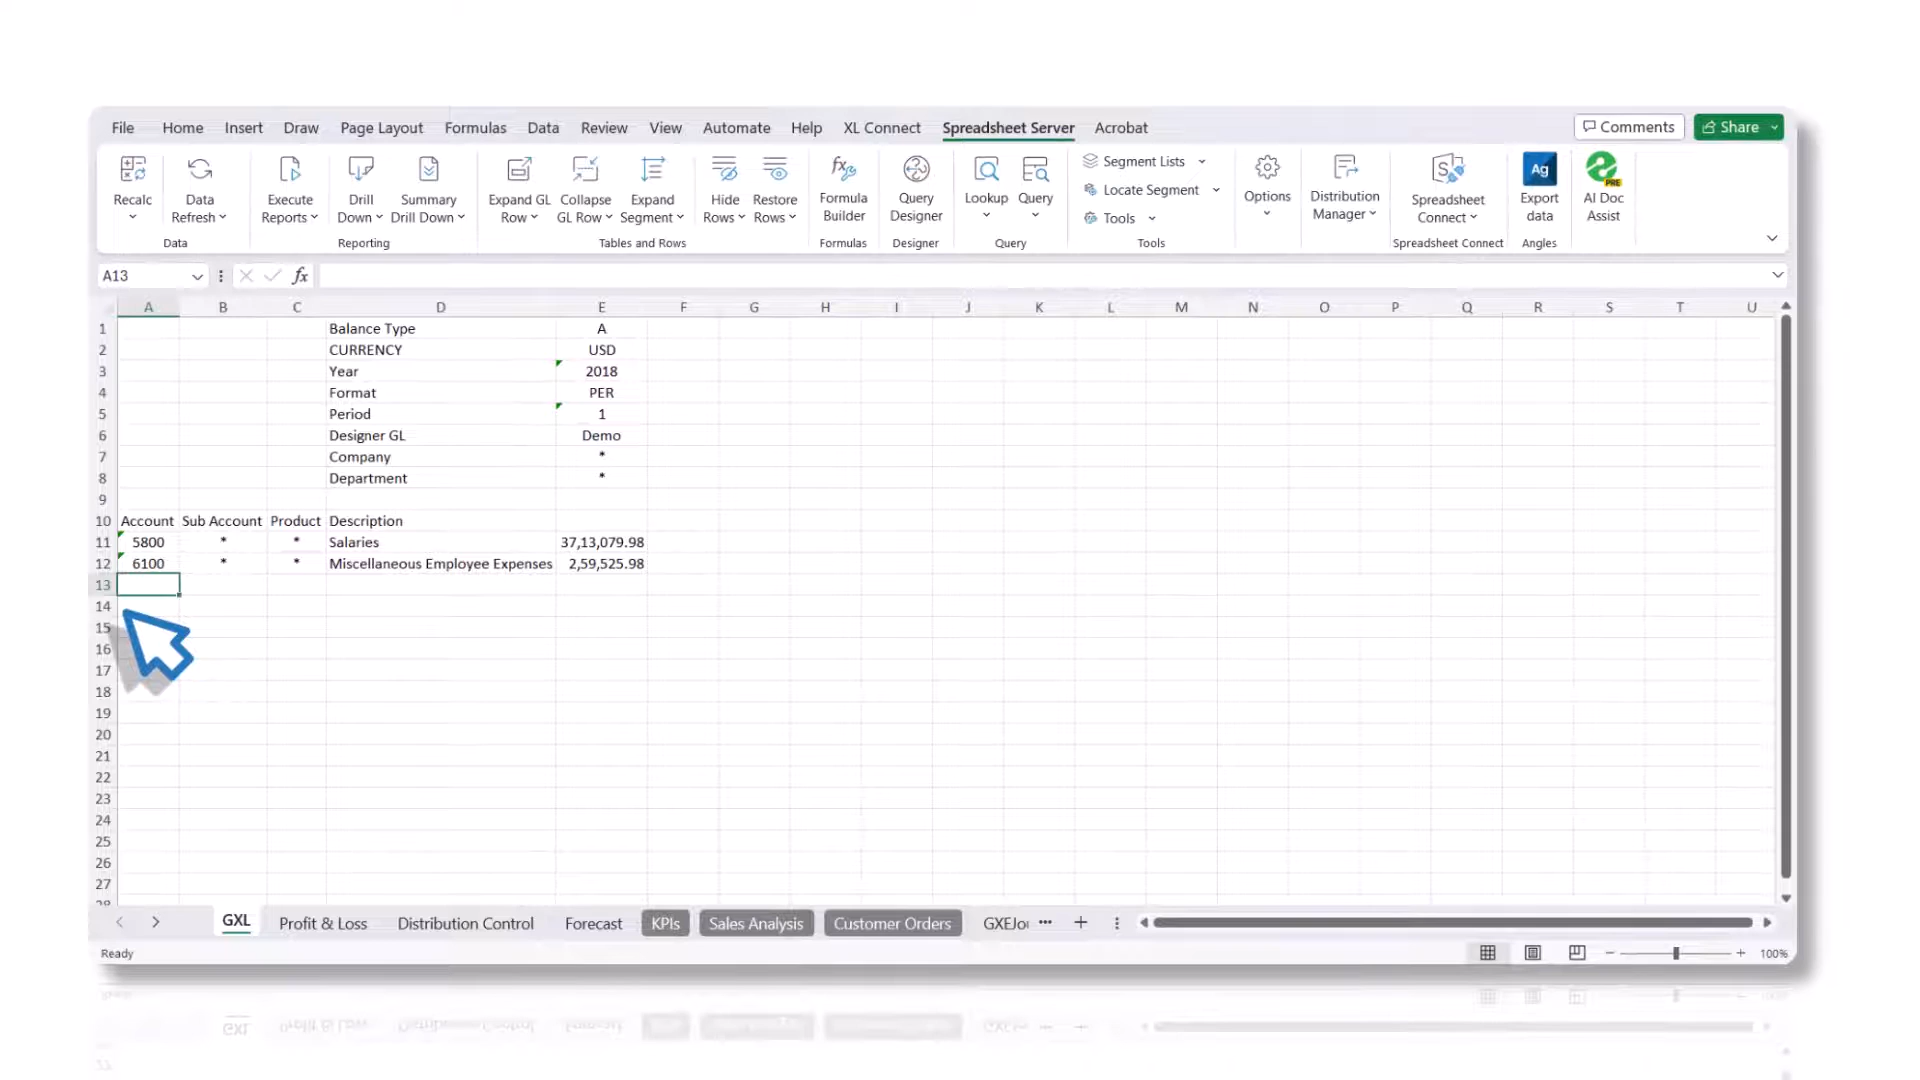 File Home Insert Draw Page Layout Formulas Data Review View Automate Help XL Connect Spreadsheet Server Acrobat Comments Share
Recalc
Data Refresh
Data
Execute Reports
Drill Down
Summary Drill Down
Reporting
Expand GL Row
Collapse GL Row
Expand Segment
Hide Rows
Restore Rows
Tables and Rows
Formula Builder
Formulas
Query Designer
Designer
Lookup
Query
Query
Segment Lists
Locate Segment
Tools
Tools
Options
Distribution Manager
Spreadsheet Connect
Spreadsheet Connect
Ag
Export data
Angles
PRE
AI Doc Assist
A13 fx
A B C D E F G H I J K L M N O P Q R S T U
1 Balance Type A
2 CURRENCY USD
3 Year 2018
4 Format PER
5 Period 1
6 Designer GL Demo
7 Company *
8 Department *
9
10 Account Sub Account Product Description
11 5800 * * Salaries 37,13,079.98
12 6100 * * Miscellaneous Employee Expenses 2,59,525.98
13
14
15
16
17
18
19
20
21
22
23
24
25
26
27
28
GXL Profit & Loss Distribution Control Forecast KPIs Sales Analysis Customer Orders GXEJou
Ready 100%